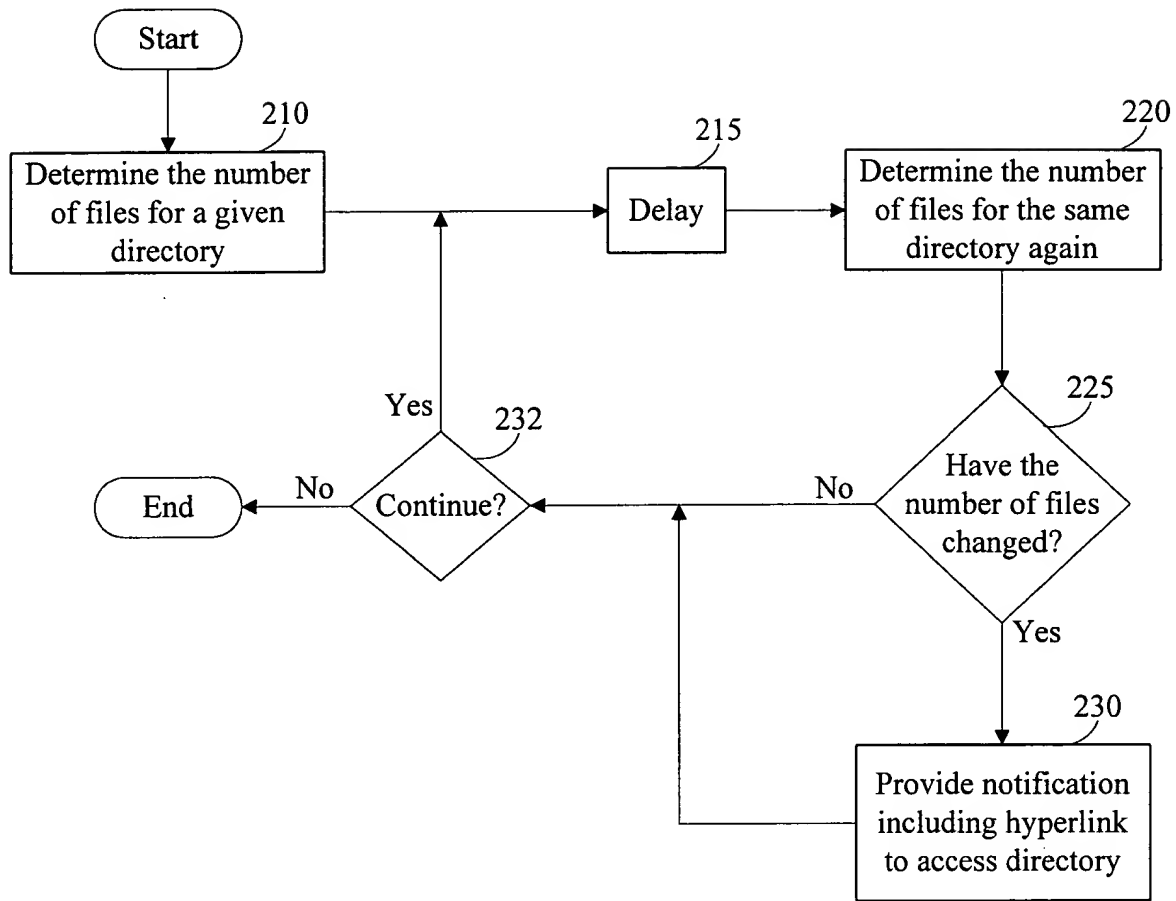 Start
210
Determine the number
of files for a given
directory
215
Delay
220
Determine the number
of files for the same
directory again
225
Have the
number of files
changed?
No
Yes
230
Provide notification
including hyperlink
to access directory
232
Continue?
Yes
No
End